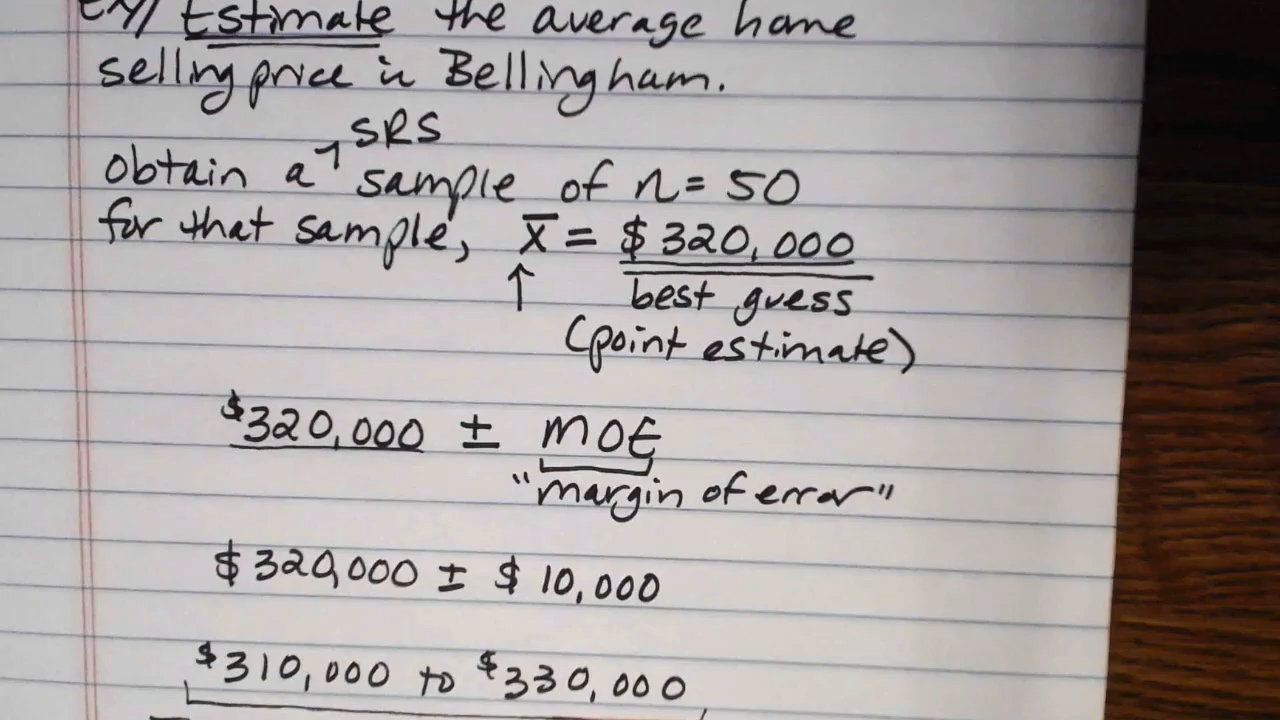 Ex// Estimate the average home
selling price in Bellingham.
SRS
obtain a sample of n = 50
for that sample, x̅ = $320,000
↑ best guess
(point estimate)
$320,000 ± MOE
"margin of error"
$320,000 ± $10,000
$310,000 to $330,000